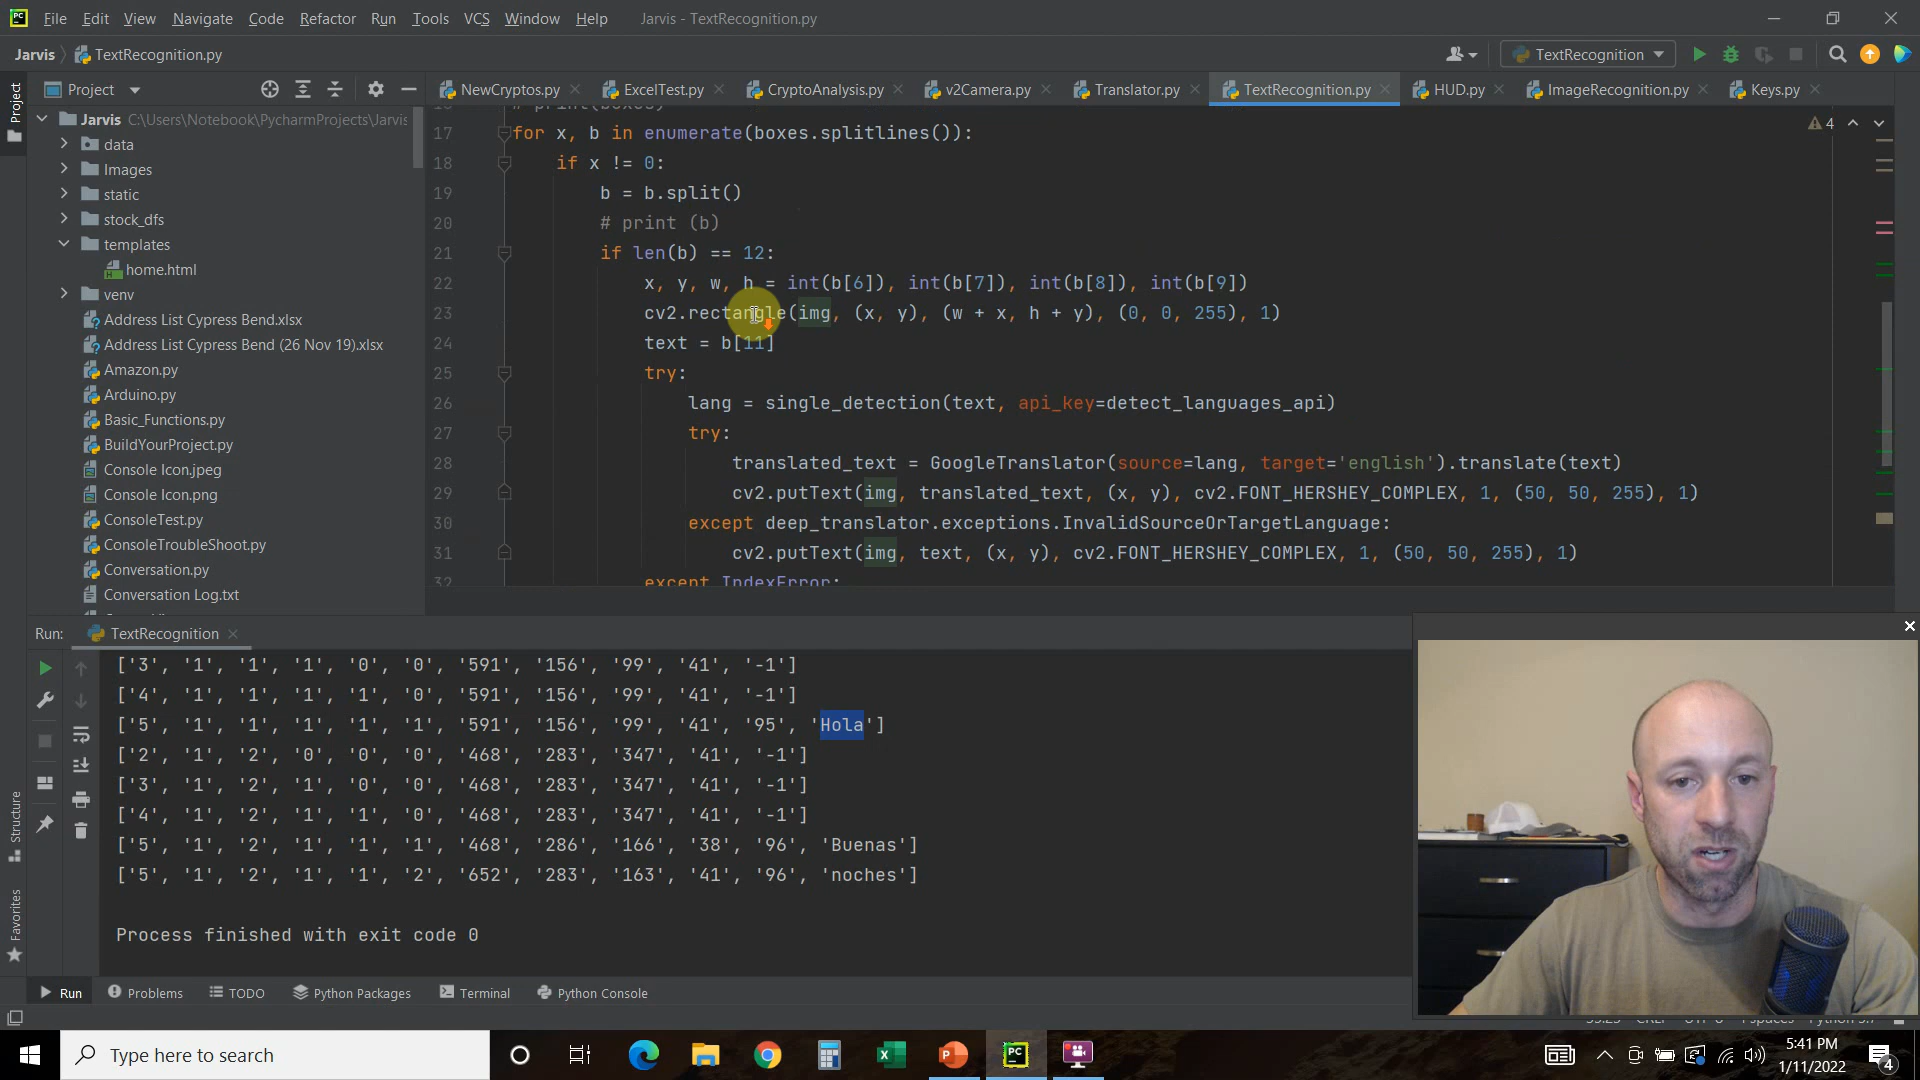 PC File Edit View Navigate Code Refactor Run Tools VCS Window Help Jarvis - TextRecognition.py
Jarvis TextRecognition.py TextRecognition
Project NewCryptos.py ExcelTest.py CryptoAnalysis.py v2Camera.py Translator.py TextRecognition.py HUD.py ImageRecognition.py Keys.py
Project
Jarvis C:\Users\Notebook\PycharmProjects\Jarvis
data
Images
static
stock_dfs
templates
home.html
venv
Address List Cypress Bend.xlsx
Address List Cypress Bend (26 Nov 19).xlsx
Amazon.py
Arduino.py
Basic_Functions.py
BuildYourProject.py
Console Icon.jpeg
Console Icon.png
ConsoleTest.py
ConsoleTroubleShoot.py
Conversation.py
Conversation Log.txt
4
16 # print(boxes)
17 for x, b in enumerate(boxes.splitlines()):
18 if x != 0:
19 b = b.split()
20 # print (b)
21 if len(b) == 12:
22 x, y, w, h = int(b[6]), int(b[7]), int(b[8]), int(b[9])
23 cv2.rectangle(img, (x, y), (w + x, h + y), (0, 0, 255), 1)
24 text = b[11]
25 try:
26 lang = single_detection(text, api_key=detect_languages_api)
27 try:
28 translated_text = GoogleTranslator(source=lang, target='english').translate(text)
29 cv2.putText(img, translated_text, (x, y), cv2.FONT_HERSHEY_COMPLEX, 1, (50, 50, 255), 1)
30 except deep_translator.exceptions.InvalidSourceOrTargetLanguage:
31 cv2.putText(img, text, (x, y), cv2.FONT_HERSHEY_COMPLEX, 1, (50, 50, 255), 1)
32 except IndexError:
Run: TextRecognition
['3', '1', '1', '1', '0', '0', '591', '156', '99', '41', '-1']
['4', '1', '1', '1', '1', '0', '591', '156', '99', '41', '-1']
['5', '1', '1', '1', '1', '1', '591', '156', '99', '41', '95', 'Hola']
['2', '1', '2', '0', '0', '0', '468', '283', '347', '41', '-1']
['3', '1', '2', '1', '0', '0', '468', '283', '347', '41', '-1']
['4', '1', '2', '1', '1', '0', '468', '283', '347', '41', '-1']
['5', '1', '2', '1', '1', '1', '468', '286', '166', '38', '96', 'Buenas']
['5', '1', '2', '1', '1', '2', '652', '283', '163', '41', '96', 'noches']
Process finished with exit code 0
Structure
Favorites
Run Problems TODO Python Packages Terminal Python Console
Type here to search
PC
5:41 PM
1/11/2022
4